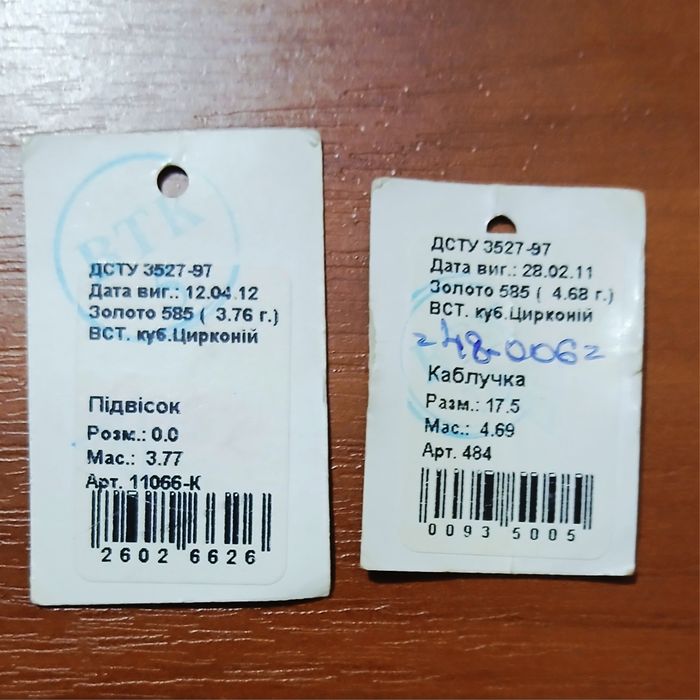 ВТК
ДСТУ 3527-97
Дата виг.: 12.04.12
Золото 585 ( 3.76 г.)
ВСТ. куб.Цирконій
Підвісок
Розм.: 0.0
Мас.: 3.77
Арт. 11066-К
2602 6626
ДСТУ 3527-97
Дата виг.: 28.02.11
Золото 585 ( 4.68 г.)
ВСТ. куб.Цирконій
=48-006=
Каблучка
Разм.: 17.5
Мас.: 4.69
Арт. 484
0093 5005